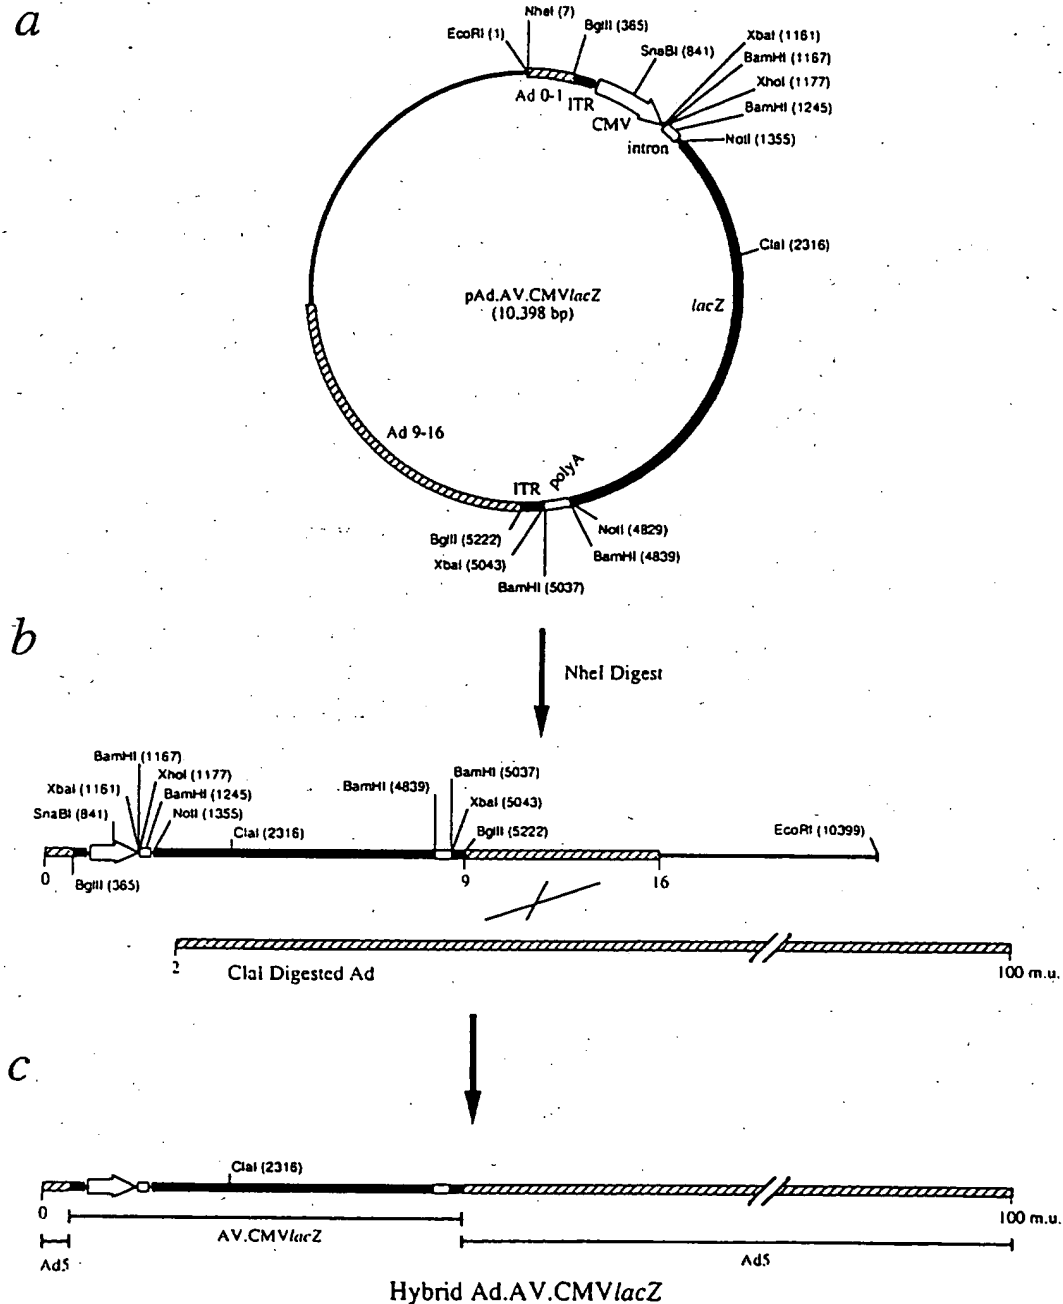 a
NheI (7)
EcoRI (1)
BglII (365)
SnaBI (841)
XbaI (1161)
BamHI (1167)
XhoI (1177)
BamHI (1245)
NotI (1355)
Ad 0-1
ITR
CMV
intron
ClaI (2316)
pAd.AV.CMVlacZ
(10,398 bp)
lacZ
Ad 9-16
ITR
polyA
BglII (5222)
XbaI (5043)
BamHI (5037)
NotI (4829)
BamHI (4839)
b
NheI Digest
BamHI (1167)
XbaI (1161)
XhoI (1177)
SnaBI (841)
BamHI (1245)
NotI (1355)
ClaI (2316)
BamHI (4839)
BamHI (5037)
XbaI (5043)
BglII (5222)
EcoRI (10399)
0
BglII (365)
9
16
2
ClaI Digested Ad
100 m.u.
c
ClaI (2316)
0
100 m.u.
AV.CMVlacZ
Ad5
Ad5
Hybrid Ad.AV.CMVlacZ